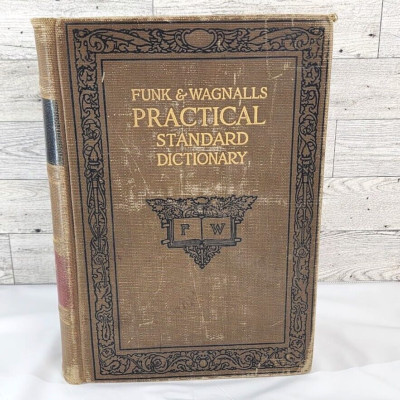 FUNK & WAGNALLS
PRACTICAL
STANDARD
DICTIONARY
F W